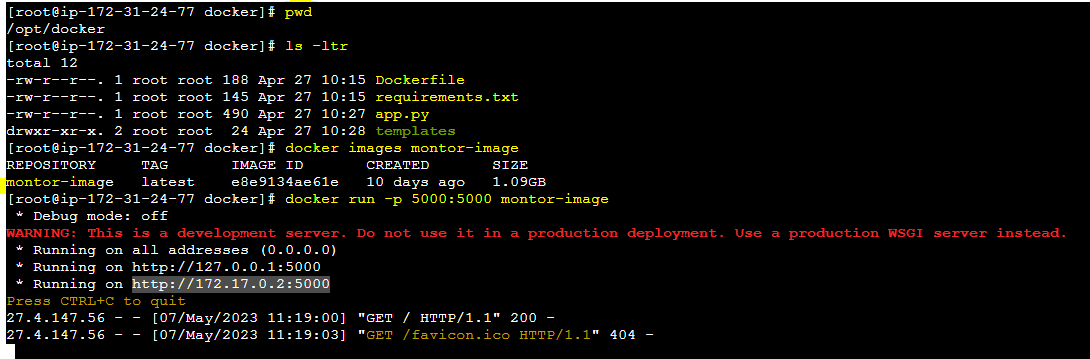 [root@ip-172-31-24-77 docker]# pwd
/opt/docker
[root@ip-172-31-24-77 docker]# ls -ltr
total 12
-rw-r--r--. 1 root root 188 Apr 27 10:15 Dockerfile
-rw-r--r--. 1 root root 145 Apr 27 10:15 requirements.txt
-rw-r--r--. 1 root root 490 Apr 27 10:27 app.py
drwxr-xr-x. 2 root root  24 Apr 27 10:28 templates
[root@ip-172-31-24-77 docker]# docker images montor-image
REPOSITORY     TAG       IMAGE ID       CREATED       SIZE
montor-image   latest    e8e9134ae61e   10 days ago   1.09GB
[root@ip-172-31-24-77 docker]# docker run -p 5000:5000 montor-image
 * Debug mode: off
WARNING: This is a development server. Do not use it in a production deployment. Use a production WSGI server instead.
 * Running on all addresses (0.0.0.0)
 * Running on http://127.0.0.1:5000
 * Running on http://172.17.0.2:5000
Press CTRL+C to quit
27.4.147.56 - - [07/May/2023 11:19:00] "GET / HTTP/1.1" 200 -
27.4.147.56 - - [07/May/2023 11:19:03] "GET /favicon.ico HTTP/1.1" 404 -